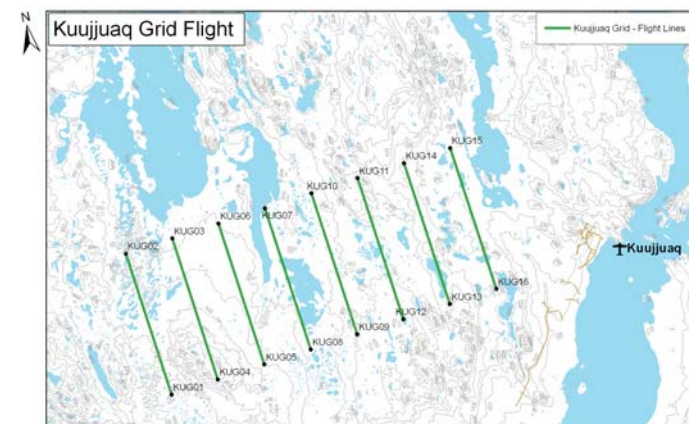 N
Kuujjuaq Grid Flight
Kuujjuaq Grid - Flight Lines
KUG15
KUG14
KUG11
KUG10
KUG07
KUG06
KUG03
KUG02
Kuujjuaq
KUG16
KUG13
KUG12
KUG09
KUG08
KUG05
KUG04
KUG01